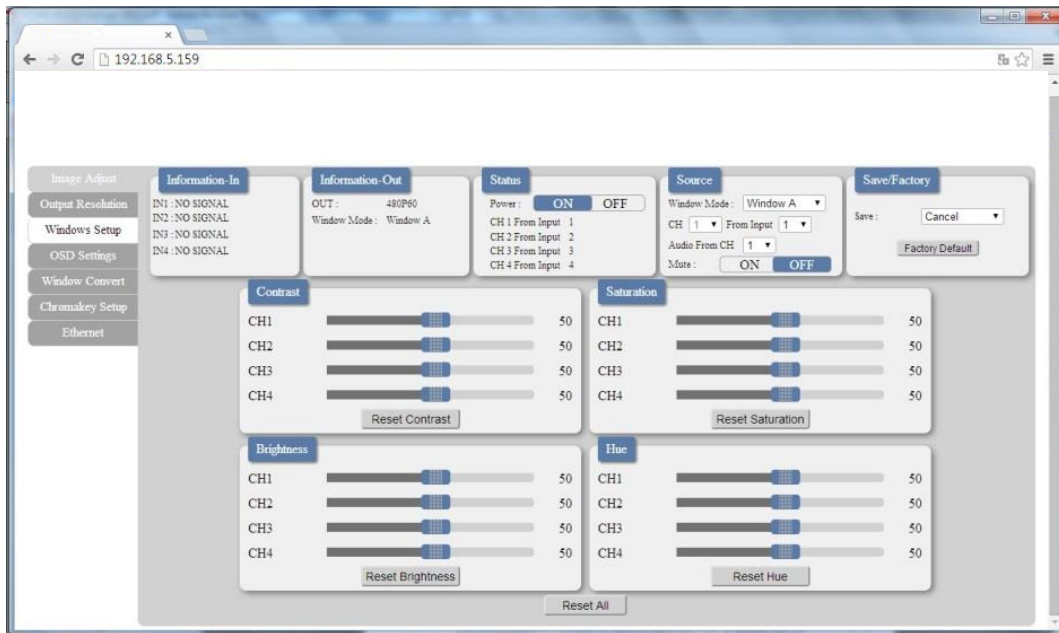 192.168.5.159
Image Adjust
Output Resolution
Windows Setup
OSD Settings
Window Convert
Chromakey Setup
Ethernet
Information-In
IN1 : NO SIGNAL
IN2 : NO SIGNAL
IN3 : NO SIGNAL
IN4 : NO SIGNAL
Information-Out
OUT : 480P60
Window Mode : Window A
Status
Power : ON OFF
CH 1 From Input 1
CH 2 From Input 2
CH 3 From Input 3
CH 4 From Input 4
Source
Window Mode : Window A
CH 1 From Input 1
Audio From CH 1
Mute : ON OFF
Save/Factory
Save : Cancel
Factory Default
Contrast
CH1 50
CH2 50
CH3 50
CH4 50
Reset Contrast
Saturation
CH1 50
CH2 50
CH3 50
CH4 50
Reset Saturation
Brightness
CH1 50
CH2 50
CH3 50
CH4 50
Reset Brightness
Hue
CH1 50
CH2 50
CH3 50
CH4 50
Reset Hue
Reset All